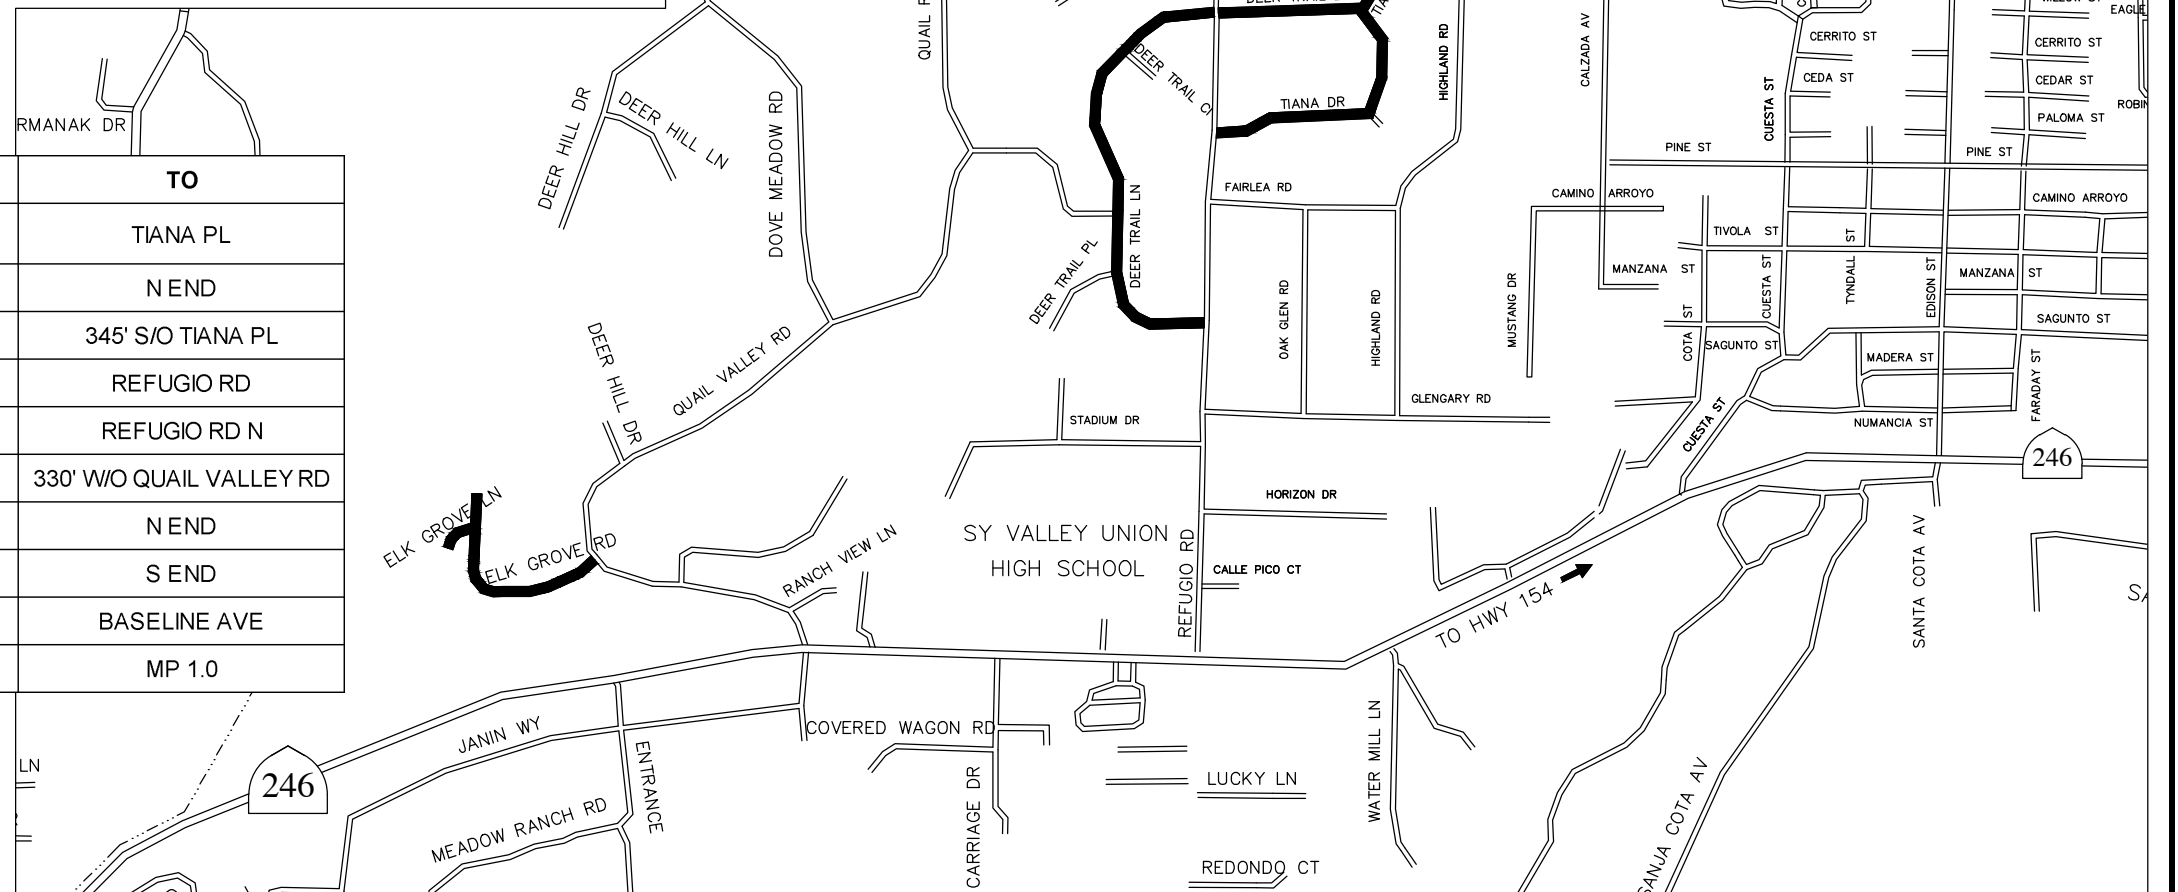 TO
TIANA PL
N END
345' S/O TIANA PL
REFUGIO RD
REFUGIO RD N
330' W/O QUAIL VALLEY RD
N END
S END
BASELINE AVE
MP 1.0
RMANAK DR
DEER HILL DR
DEER HILL LN
DOVE MEADOW RD
DEER TRAIL
TIANA DR
HIGHLAND RD
CALZADA AV
CUESTA ST
CERRITO ST
CEDA ST
EAGLE
CERRITO ST
CEDAR ST
PALOMA ST
PINE ST
PINE ST
FAIRLEA RD
CAMINO ARROYO
CAMINO ARROYO
DEER TRAIL LN
DEER TRAIL PL
TIVOLA ST
TYNDALL ST
MANZANA ST
CUESTA ST
EDISON ST
MANZANA ST
OAK GLEN RD
HIGHLAND RD
MUSTANG DR
COTA ST
SAGUNTO ST
SAGUNTO ST
MADERA ST
FARADAY ST
NUMANCIA ST
CUESTA ST
DEER HILL DR
QUAIL VALLEY RD
STADIUM DR
GLENGARY RD
246
ELK GROVE LN
ELK GROVE RD
RANCH VIEW LN
SY VALLEY UNION
HIGH SCHOOL
REFUGIO RD
HORIZON DR
CALLE PICO CT
TO HWY 154
SANTA COTA AV
JANIN WY
ENTRANCE
COVERED WAGON RD
CARRIAGE DR
LUCKY LN
WATER MILL LN
LN
246
MEADOW RANCH RD
REDONDO CT
SANJA COTA AV